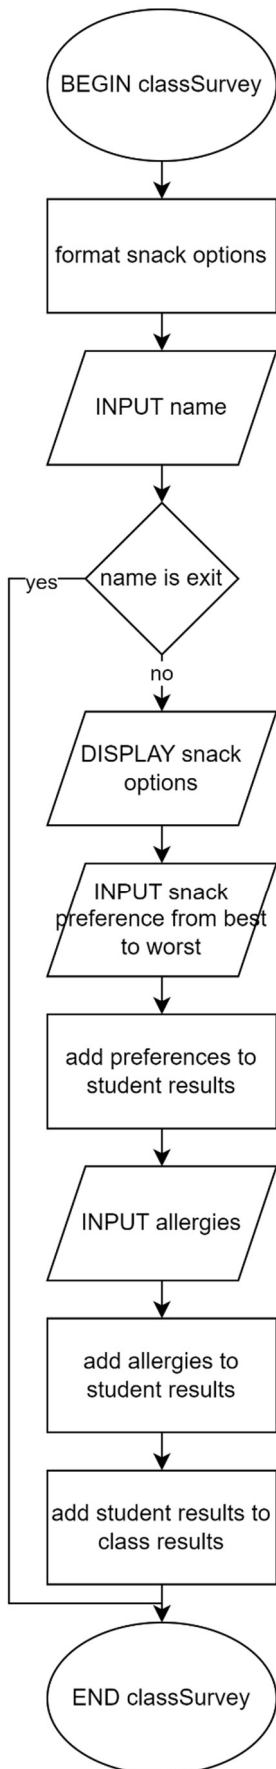 BEGIN classSurvey
format snack options
INPUT name
name is exit
yes
no
DISPLAY snack
options
INPUT snack
preference from best
to worst
add preferences to
student results
INPUT allergies
add allergies to
student results
add student results to
class results
END classSurvey